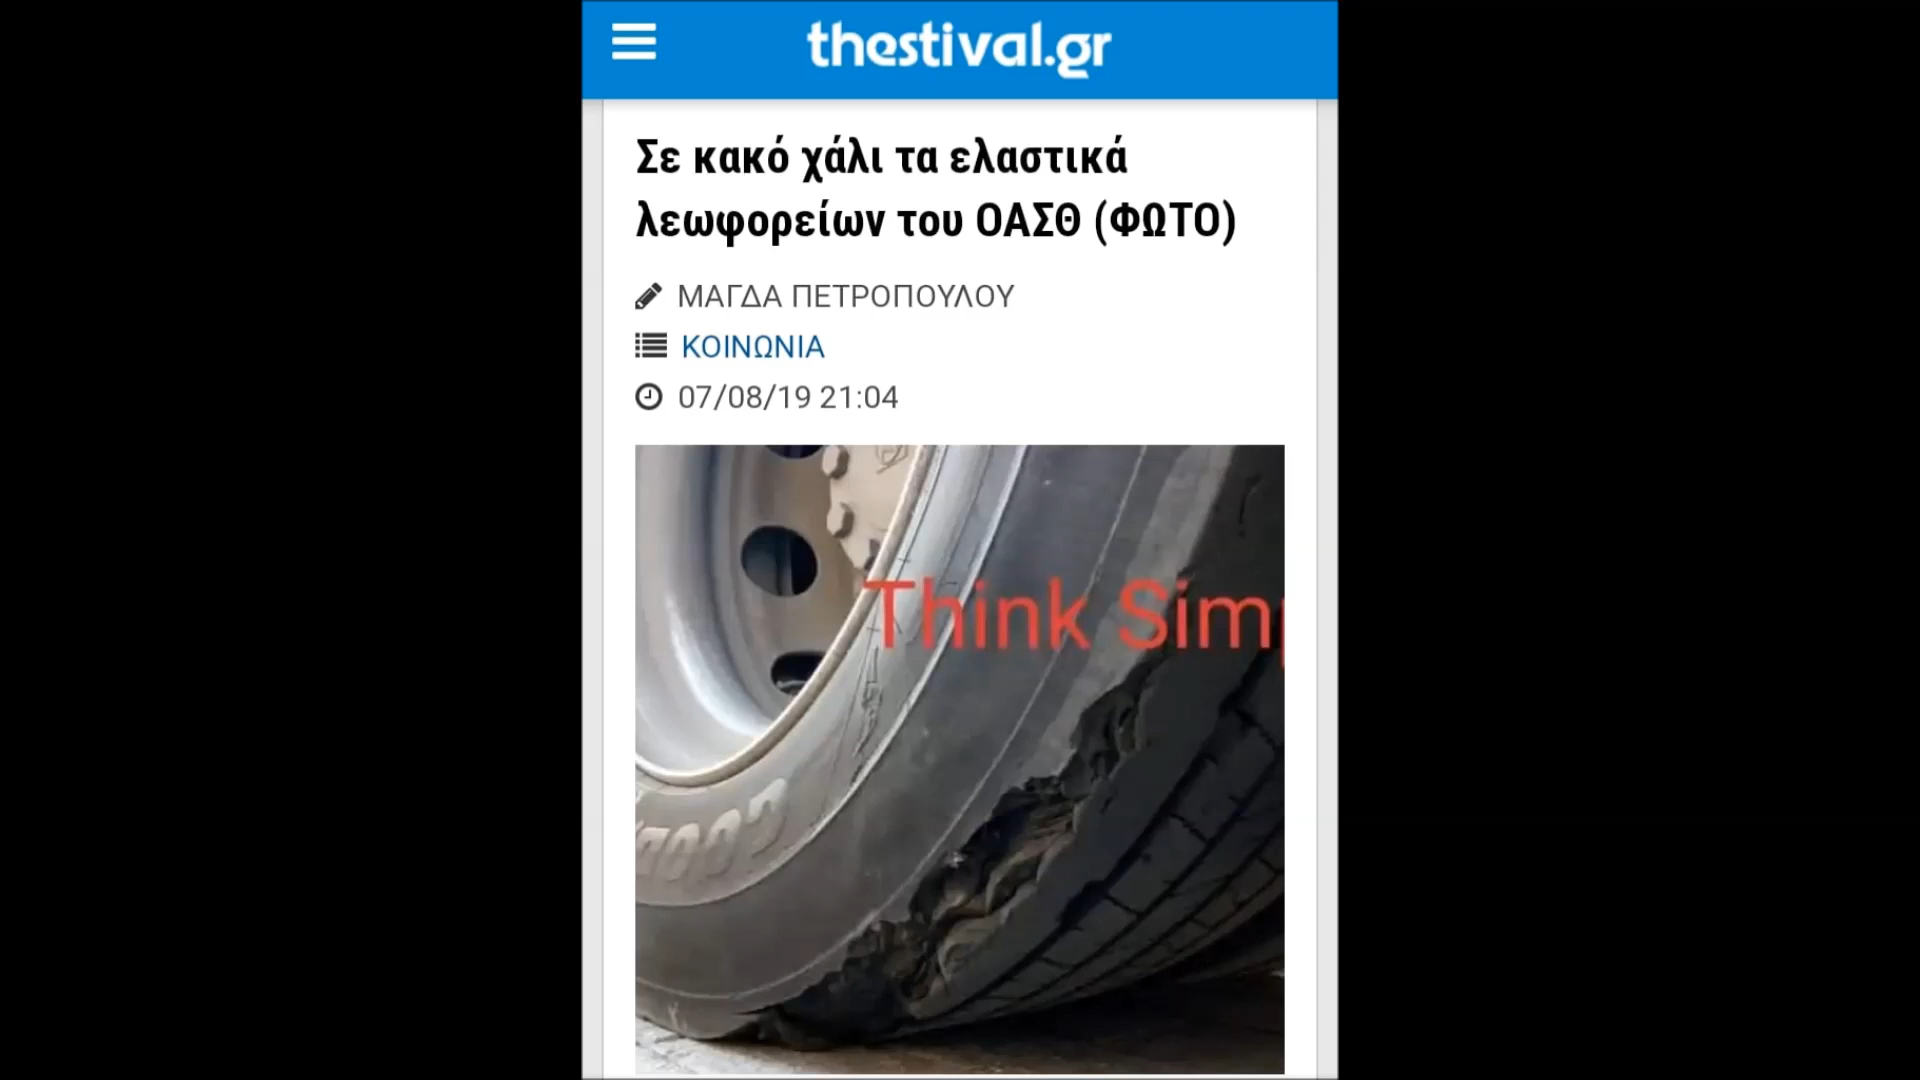 thestival.gr
Σε κακό χάλι τα ελαστικά
λεωφορείων του ΟΑΣΘ (ΦΩΤΟ)
ΜΑΓΔΑ ΠΕΤΡΟΠΟΥΛΟΥ
ΚΟΙΝΩΝΙΑ
07/08/19 21:04
Think Simp